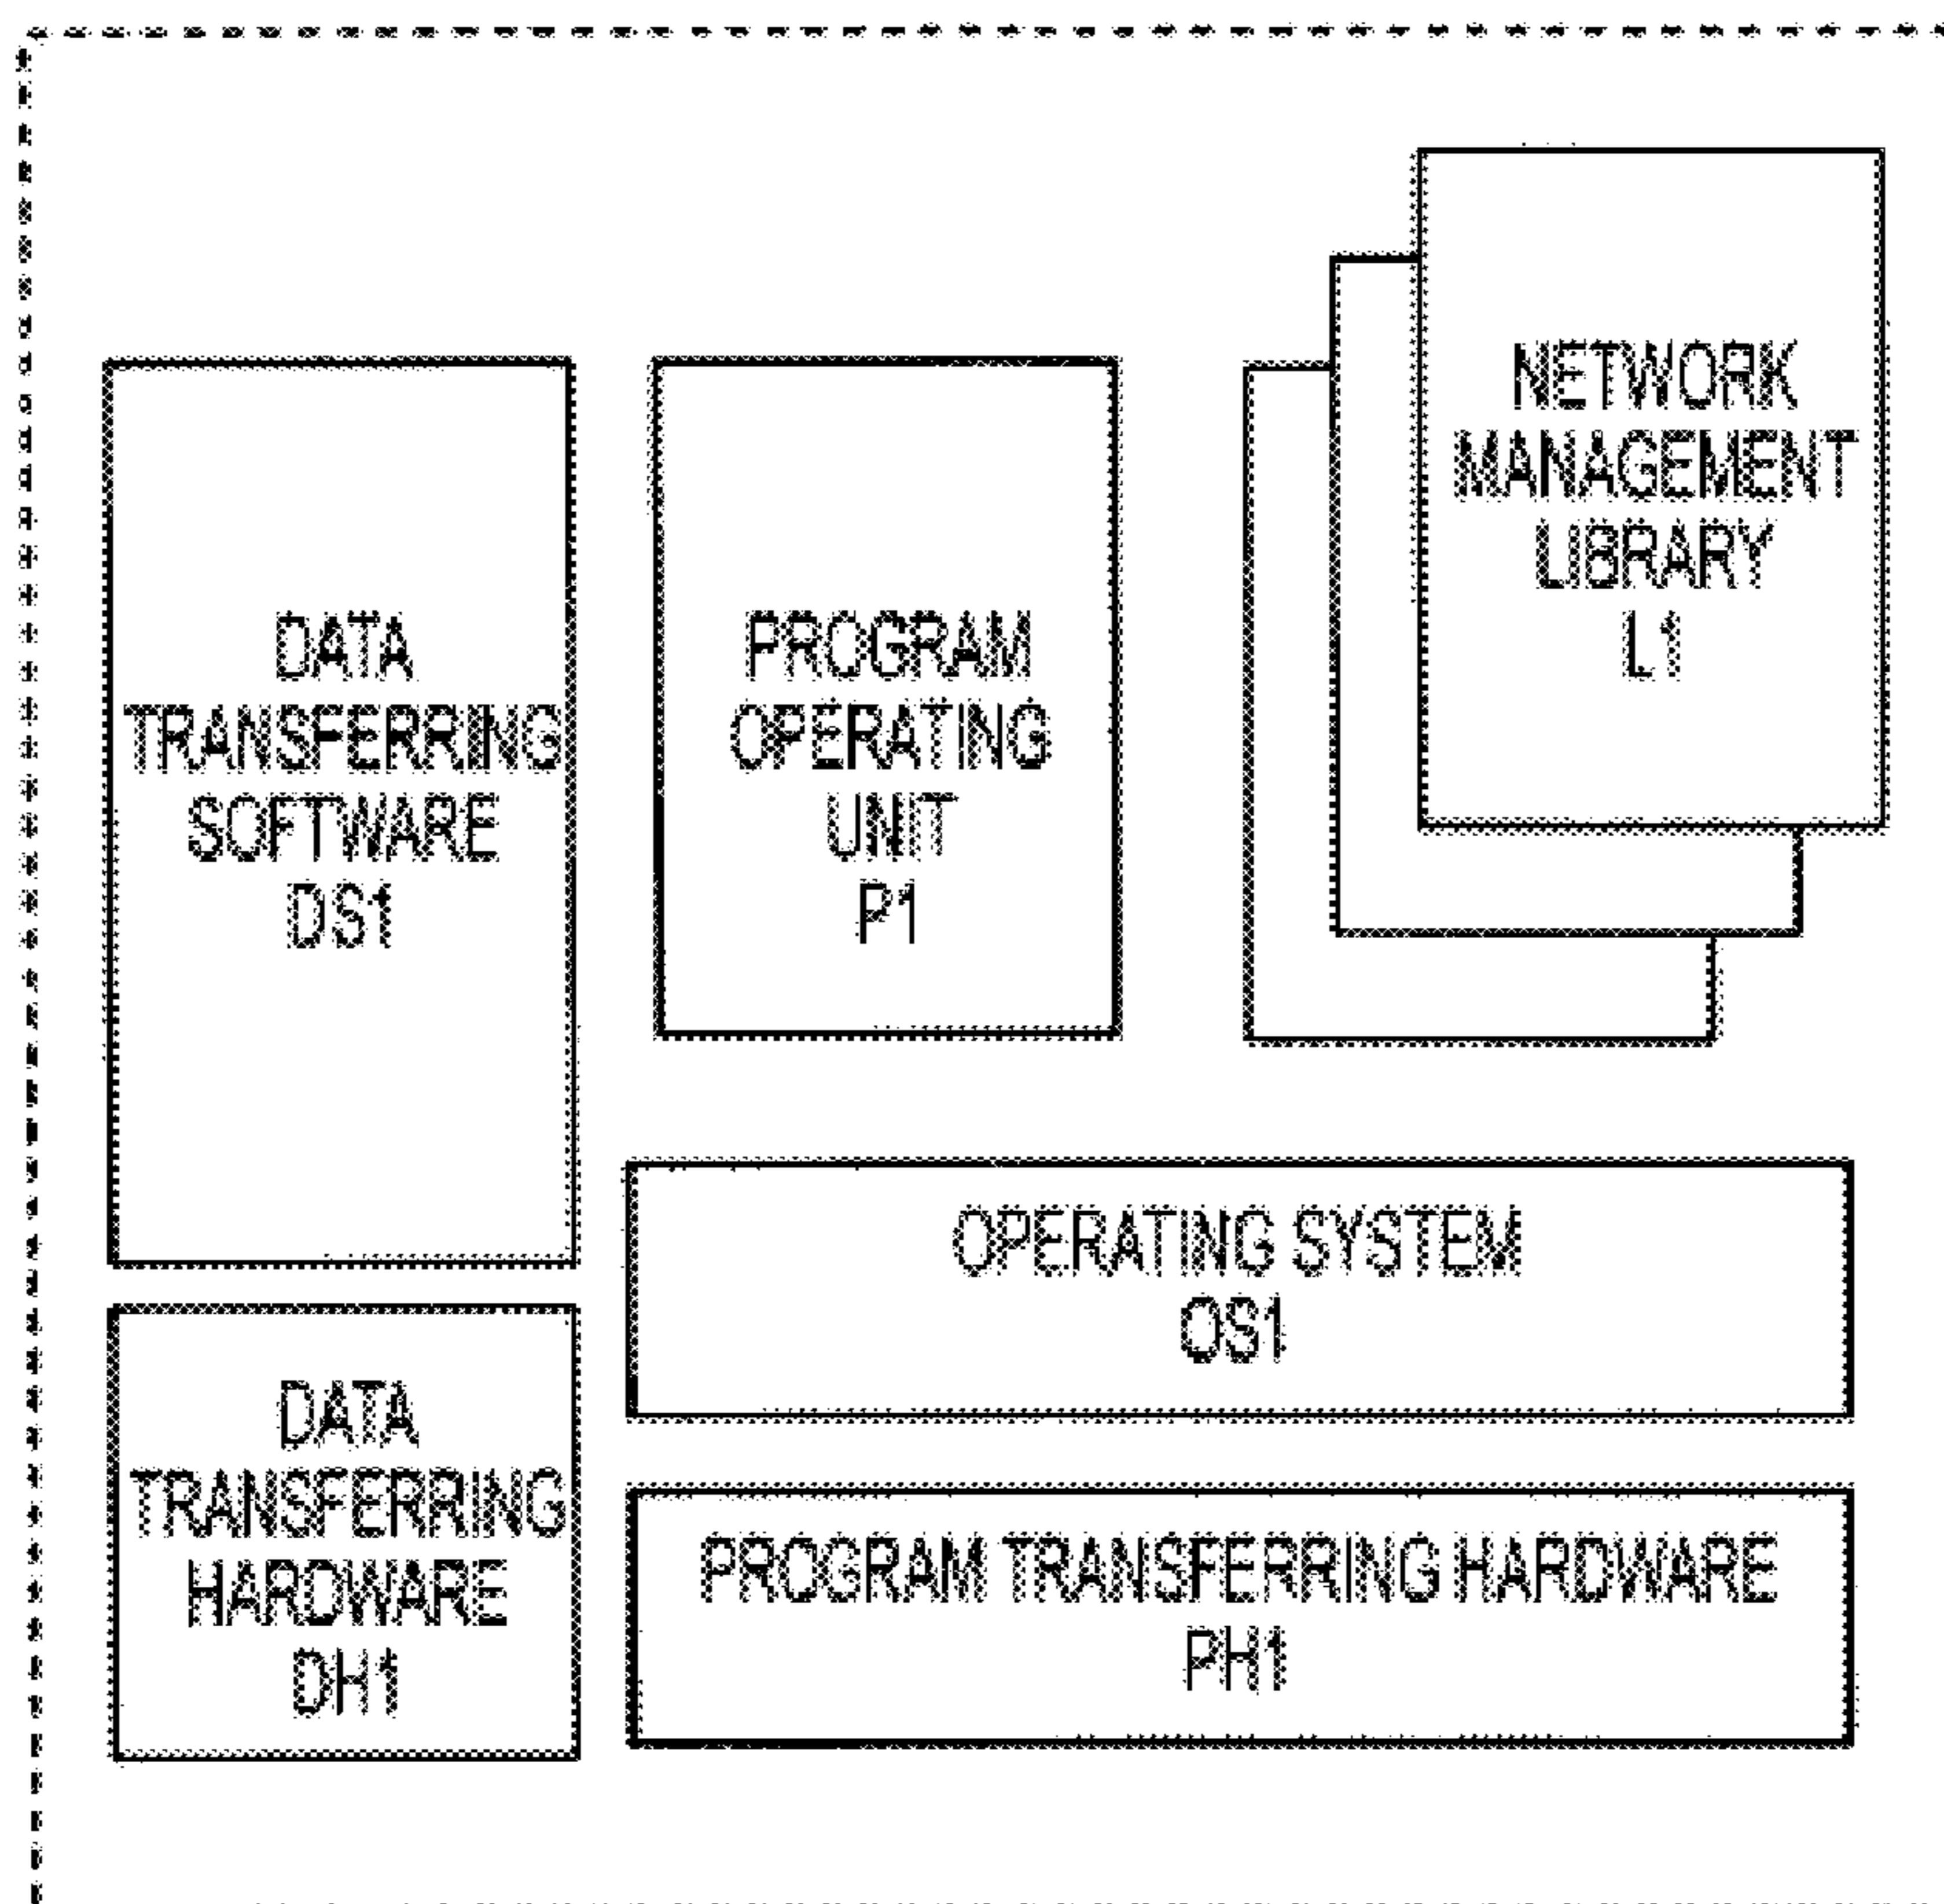 NETWORK
MANAGEMENT
LIBRARY
L1
DATA
TRANSFERRING
SOFTWARE
DS1
PROGRAM
OPERATING
UNIT
P1
OPERATING SYSTEM
OS1
DATA
TRANSFERRING
HARDWARE
DH1
PROGRAM TRANSFERRING HARDWARE
PH1